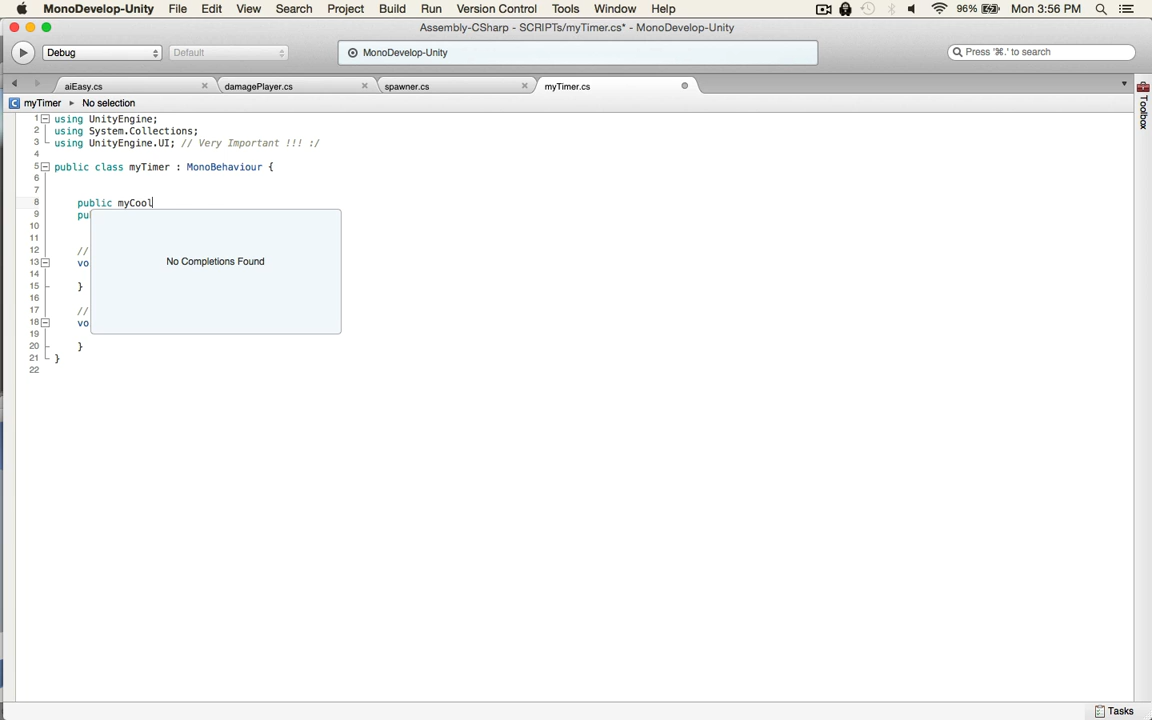 MonoDevelop-Unity File Edit View Search Project Build Run Version Control Tools Window Help 96% Mon 3:56 PM
Assembly-CSharp - SCRIPTs/myTimer.cs* - MonoDevelop-Unity
Debug Default MonoDevelop-Unity Press '⌘.' to search
aiEasy.cs damagePlayer.cs spawner.cs myTimer.cs
myTimer ▸ No selection
Toolbox
1 using UnityEngine;
2 using System.Collections;
3 using UnityEngine.UI; // Very Important !!! :/
4
5 public class myTimer : MonoBehaviour {
6
7
8 public myCool
9 pu
10
11
12 //
13 vo
14
15 }
16
17 //
18 vo
19
20 }
21 }
22
No Completions Found
Tasks